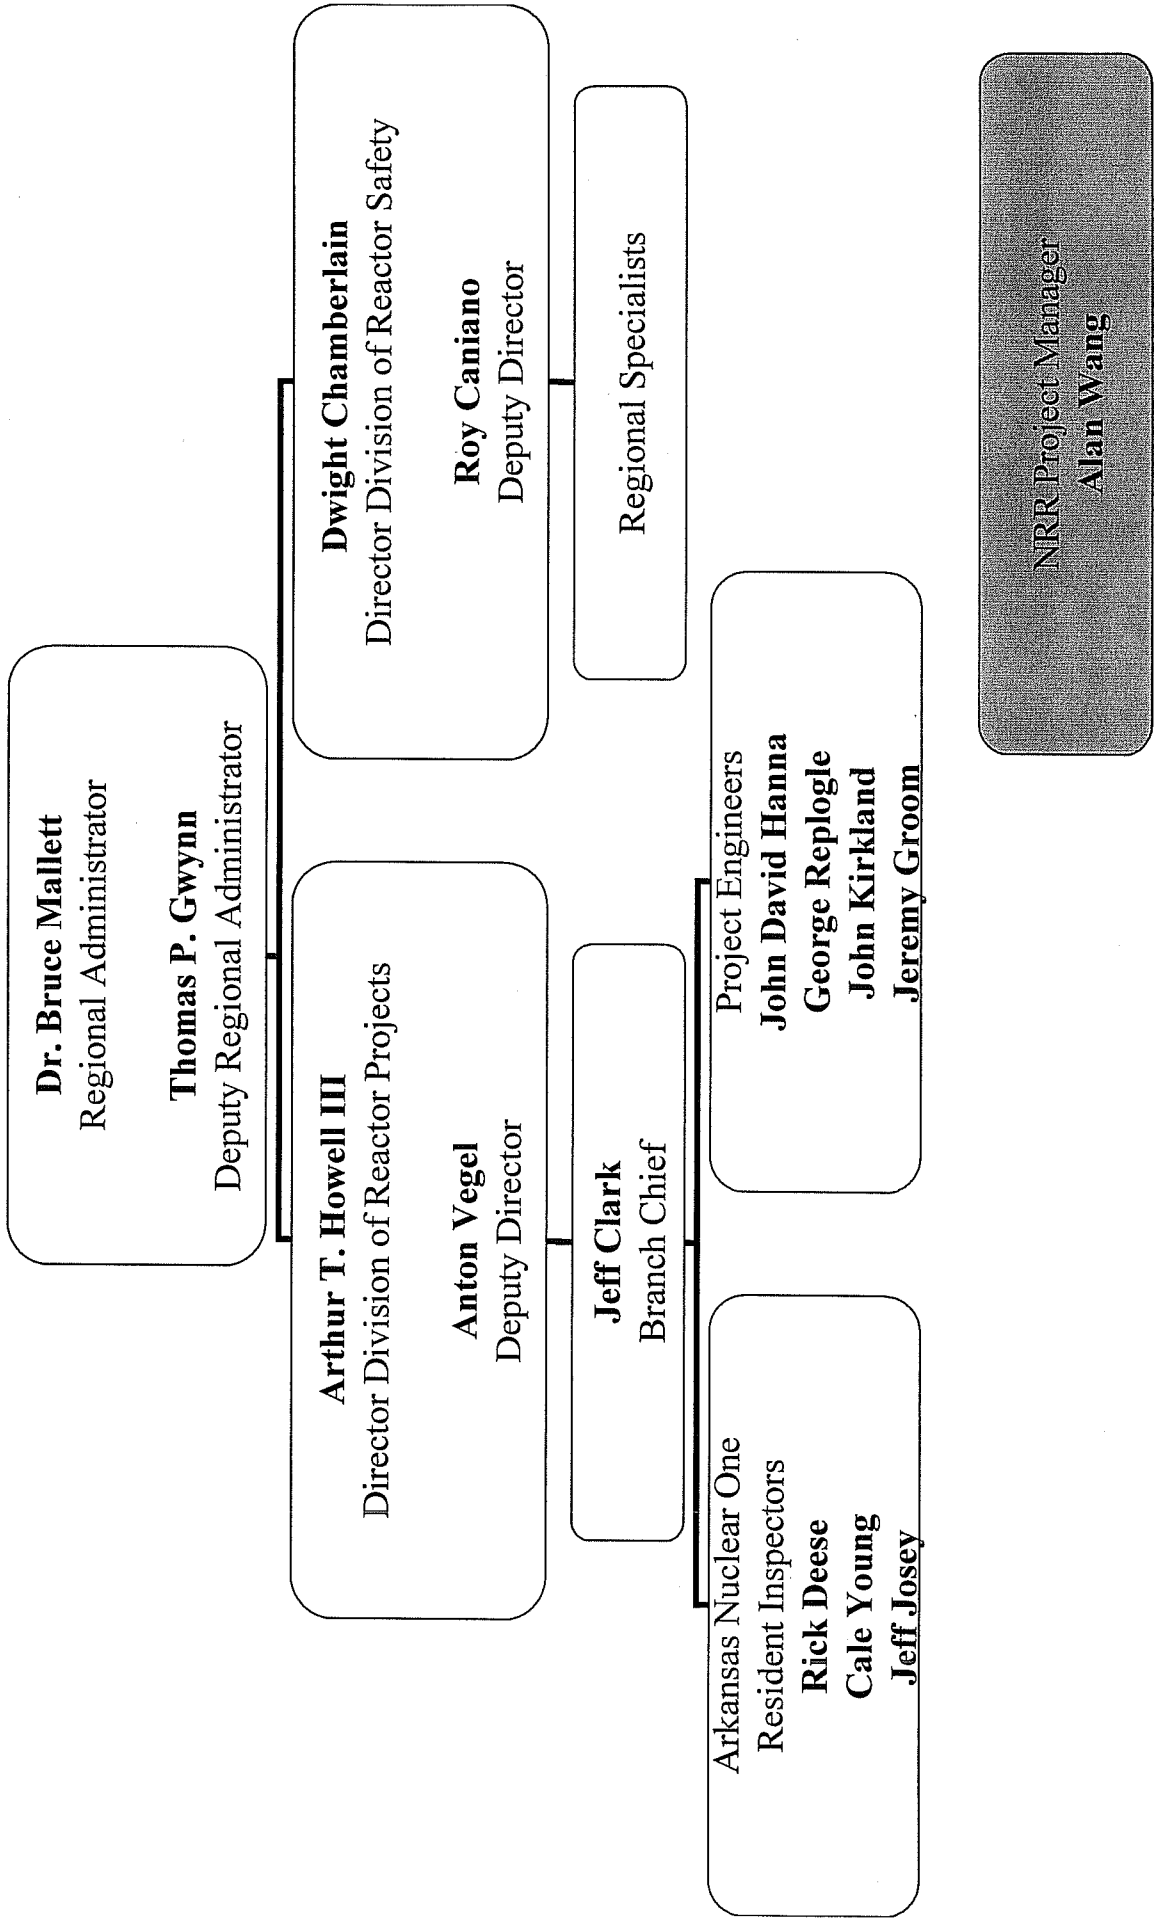 Dr. Bruce Mallett
Regional Administrator
Thomas P. Gwynn
Deputy Regional Administrator
Arthur T. Howell III
Director Division of Reactor Projects
Anton Vegel
Deputy Director
Dwight Chamberlain
Director Division of Reactor Safety
Roy Caniano
Deputy Director
Jeff Clark
Branch Chief
Regional Specialists
Arkansas Nuclear One
Resident Inspectors
Rick Deese
Cale Young
Jeff Josey
Project Engineers
John David Hanna
George Replogle
John Kirkland
Jeremy Groom
NRR Project Manager
Alan Wang